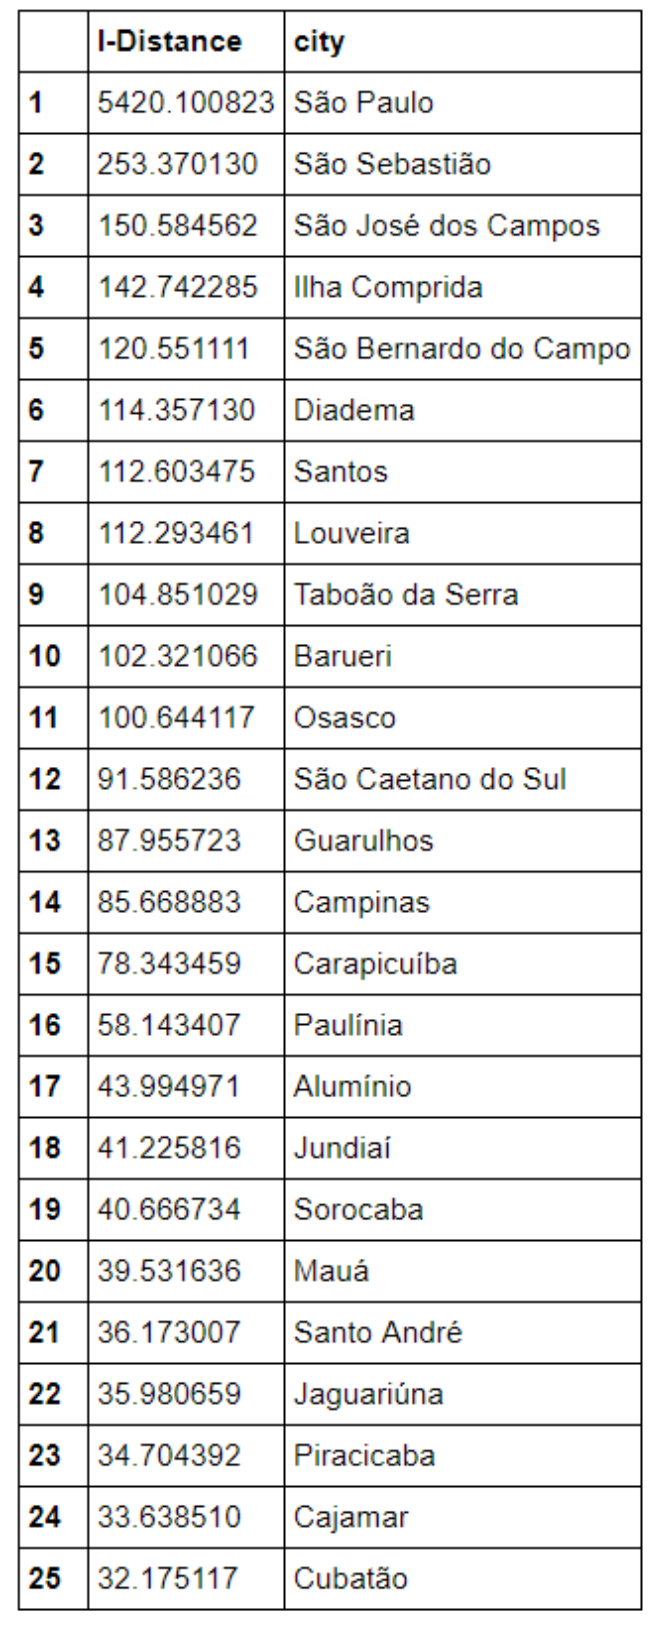 I-Distance city
1 5420.100823 São Paulo
2 253.370130 São Sebastião
3 150.584562 São José dos Campos
4 142.742285 Ilha Comprida
5 120.551111 São Bernardo do Campo
6 114.357130 Diadema
7 112.603475 Santos
8 112.293461 Louveira
9 104.851029 Taboão da Serra
10 102.321066 Barueri
11 100.644117 Osasco
12 91.586236 São Caetano do Sul
13 87.955723 Guarulhos
14 85.668883 Campinas
15 78.343459 Carapicuíba
16 58.143407 Paulínia
17 43.994971 Alumínio
18 41.225816 Jundiaí
19 40.666734 Sorocaba
20 39.531636 Mauá
21 36.173007 Santo André
22 35.980659 Jaguariúna
23 34.704392 Piracicaba
24 33.638510 Cajamar
25 32.175117 Cubatão